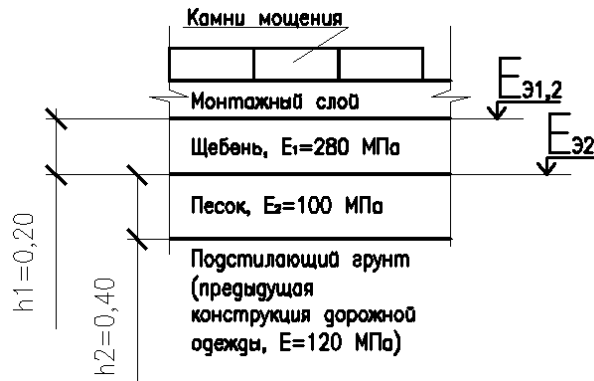 Камни мощения
Монтажный слой
Eэ1,2
Щебень, E₁=280 МПа
Eэ2
Песок, E₂=100 МПа
Подстилающий грунт
(предыдущая
конструкция дорожной
одежды, E=120 МПа)
h1=0,20
h2=0,40